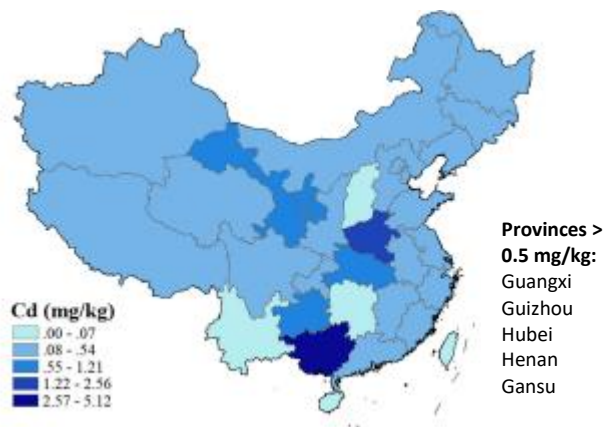 Provinces >
0.5 mg/kg:
Guangxi
Guizhou
Hubei
Henan
Gansu
Cd (mg/kg)
.00 - .07
.08 - .54
.55 - 1.21
1.22 - 2.56
2.57 - 5.12